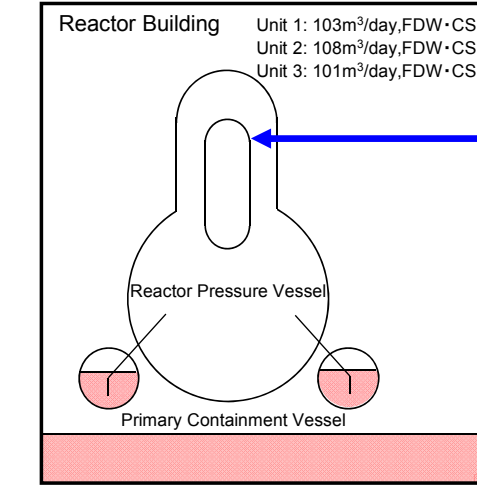 Reactor Building
Unit 1: 103m³/day,FDW・CS
Unit 2: 108m³/day,FDW・CS
Unit 3: 101m³/day,FDW・CS
Reactor Pressure Vessel
Primary Containment Vessel